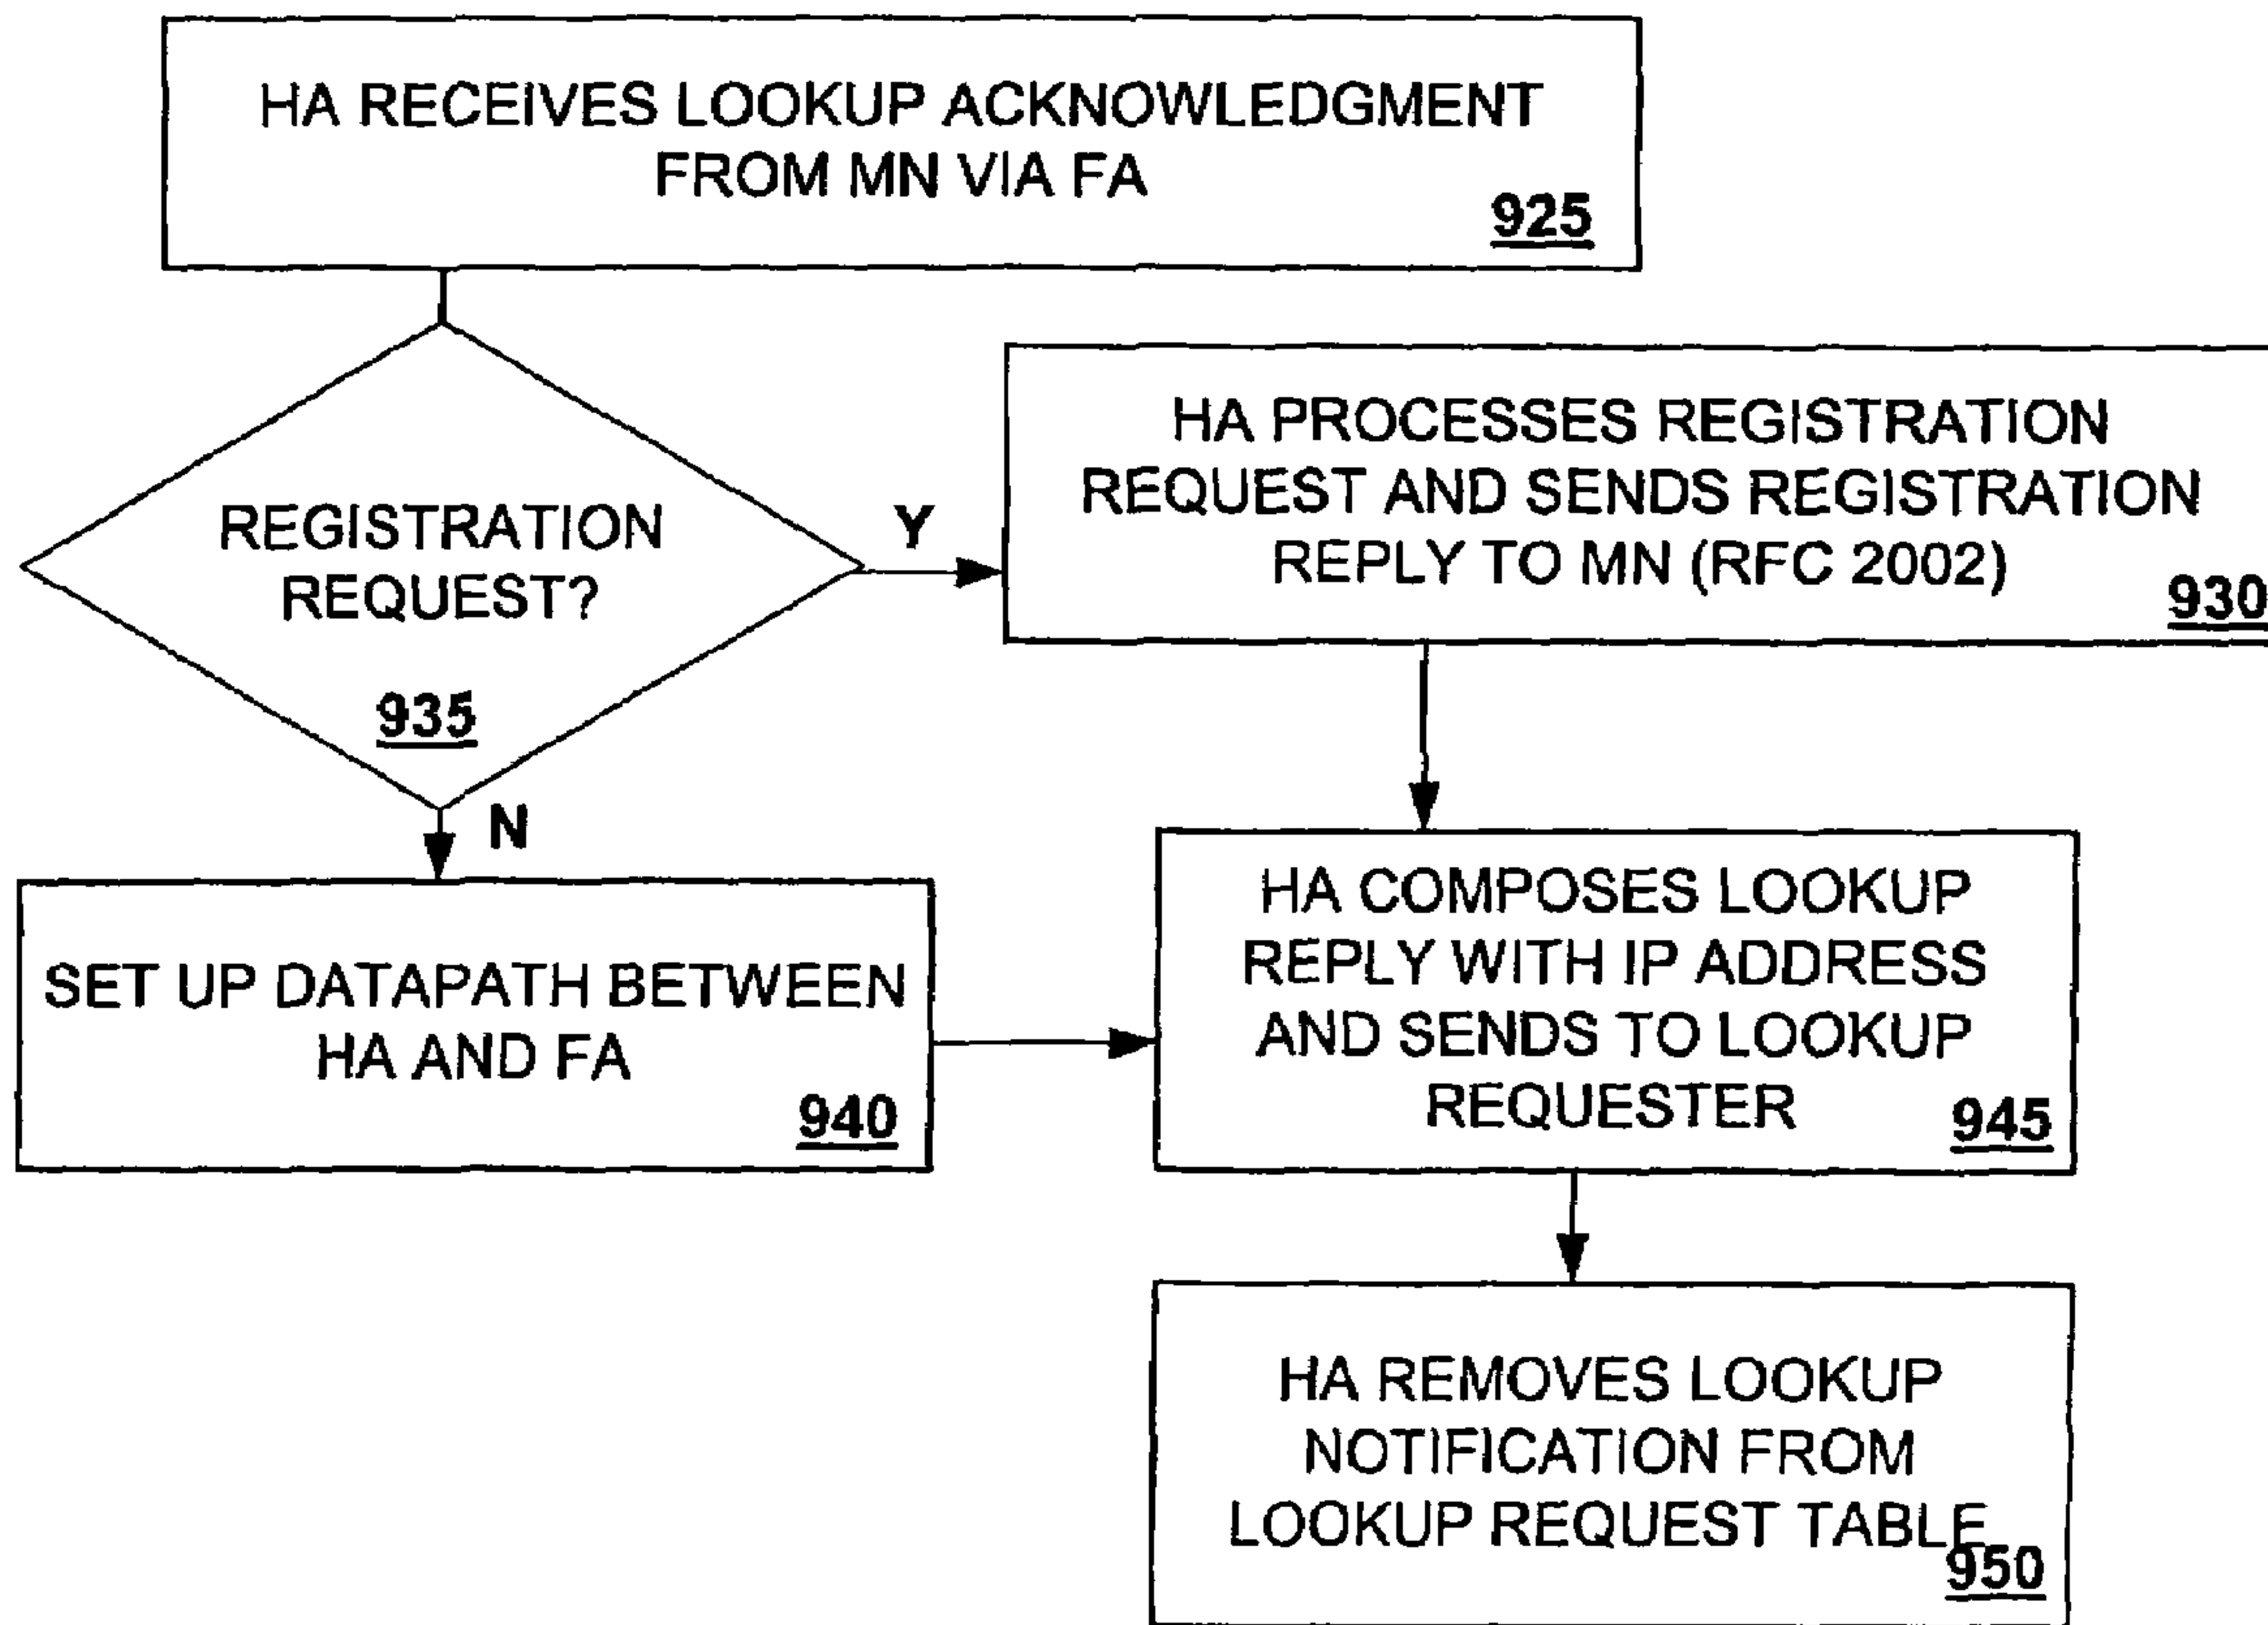 HA RECEIVES LOOKUP ACKNOWLEDGMENT
FROM MN VIA FA
925
REGISTRATION
REQUEST?
935
Y
N
HA PROCESSES REGISTRATION
REQUEST AND SENDS REGISTRATION
REPLY TO MN (RFC 2002)
930
SET UP DATAPATH BETWEEN
HA AND FA
940
HA COMPOSES LOOKUP
REPLY WITH IP ADDRESS
AND SENDS TO LOOKUP
REQUESTER
945
HA REMOVES LOOKUP
NOTIFICATION FROM
LOOKUP REQUEST TABLE
950